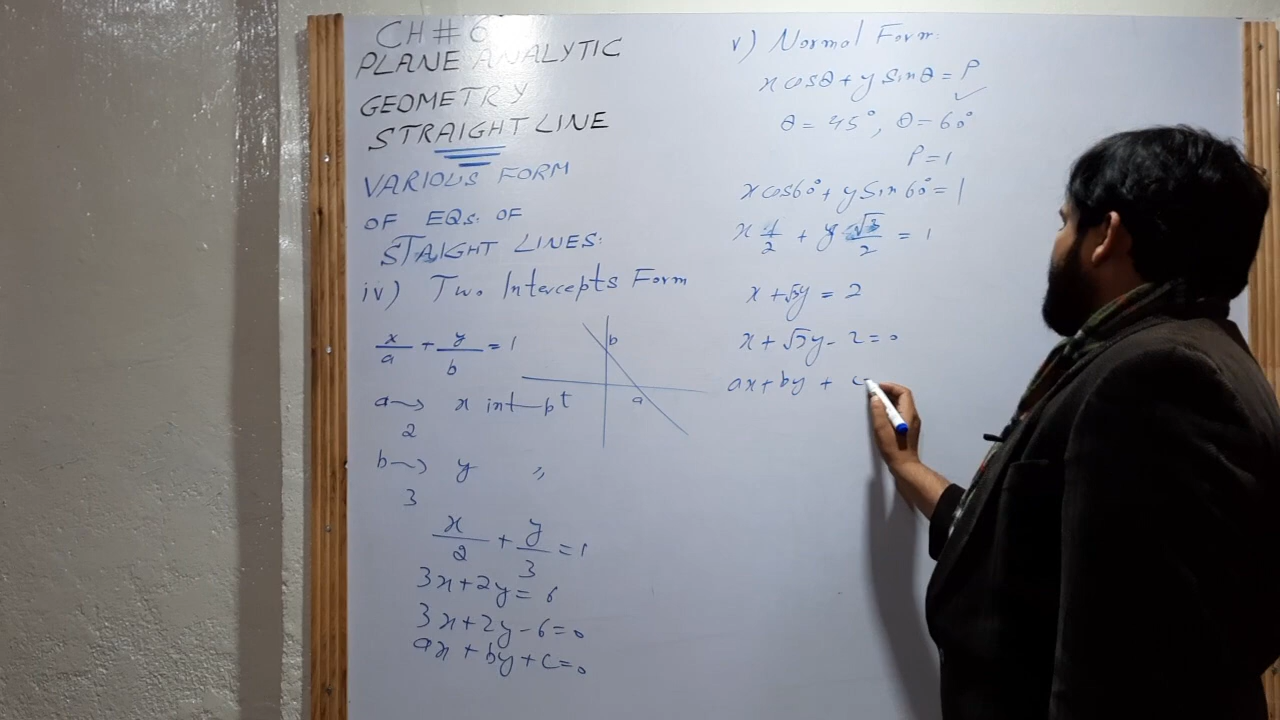 CH # 6
PLANE ANALYTIC
GEOMETRY
STRAIGHT LINE
VARIOUS FORM
OF EQs. OF
STAIGHT LINES:
iv) Two Intercepts Form
x/a + y/b = 1
b
a
a → x int—pt
2
b → y 〃
3
x/2 + y/3 = 1
3x+2y = 6
3x+2y-6=0
ax + by + c = 0
v) Normal Form:
x cosθ + y sinθ = P
θ = 45°, θ = 60°
P = 1
x cos60° + y sin60° = 1
x 1/2 + y √3/2 = 1
x + √3y = 2
x + √3y - 2 = 0
ax + by + c